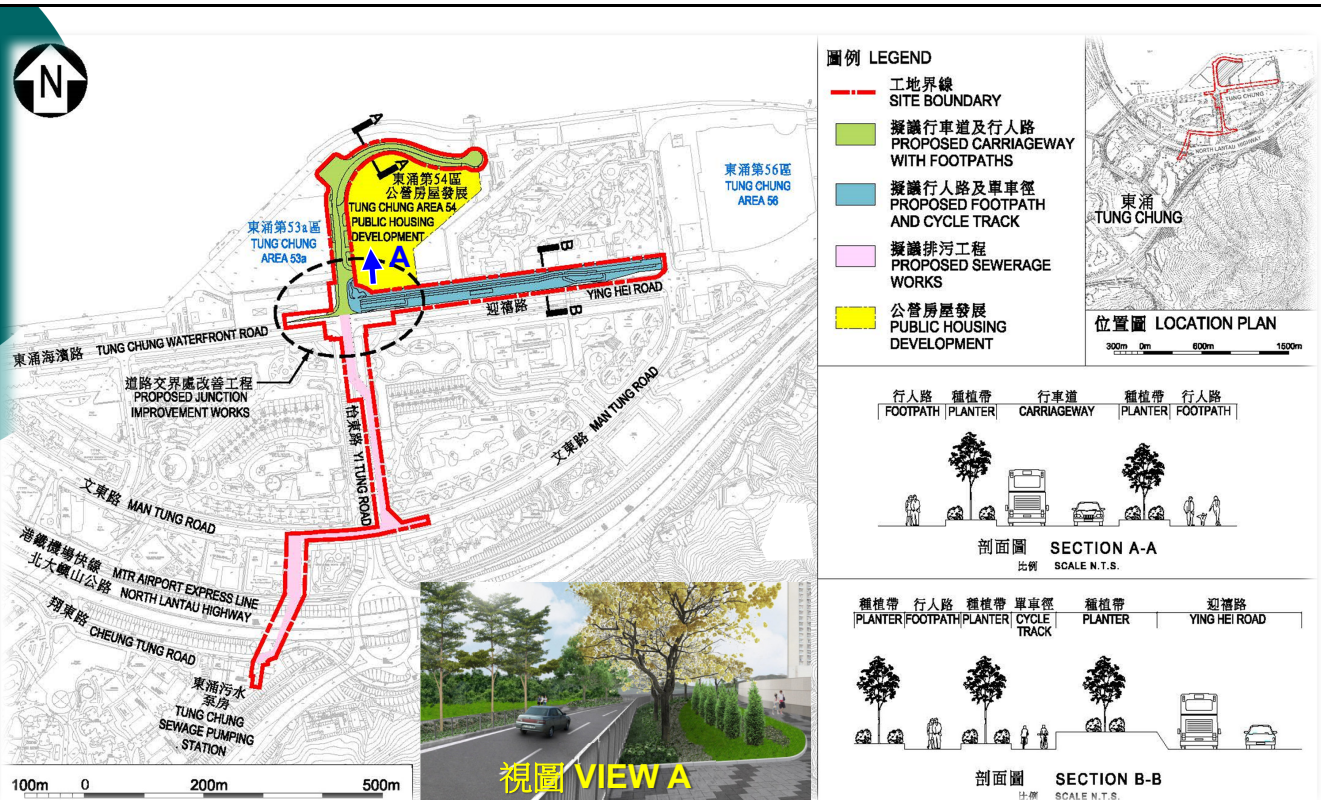 N
A
A
東涌第54區
公營房屋發展
TUNG CHUNG AREA 54
PUBLIC HOUSING
DEVELOPMENT
東涌第53a區
TUNG CHUNG
AREA 53a
東涌第56區
TUNG CHUNG
AREA 56
A
B
B
迎禧路 YING HEI ROAD
東涌海濱路 TUNG CHUNG WATERFRONT ROAD
道路交界處改善工程
PROPOSED JUNCTION
IMPROVEMENT WORKS
怡東路 YI TUNG ROAD
文東路 MAN TUNG ROAD
文東路 MAN TUNG ROAD
港鐵機場快線 MTR AIRPORT EXPRESS LINE
北大嶼山公路 NORTH LANTAU HIGHWAY
翔東路 CHEUNG TUNG ROAD
東涌污水
泵房
TUNG CHUNG
SEWAGE PUMPING
STATION
100m 0 200m 500m
視圖 VIEW A
圖例 LEGEND
工地界線
SITE BOUNDARY
擬議行車道及行人路
PROPOSED CARRIAGEWAY
WITH FOOTPATHS
擬議行人路及單車徑
PROPOSED FOOTPATH
AND CYCLE TRACK
擬議排污工程
PROPOSED SEWERAGE
WORKS
公營房屋發展
PUBLIC HOUSING
DEVELOPMENT
TUNG CHUNG
NORTH LANTAU HIGHWAY
東涌
TUNG CHUNG
位置圖 LOCATION PLAN
300m 0m 600m 1500m
行人路 種植帶 行車道 種植帶 行人路
FOOTPATH PLANTER CARRIAGEWAY PLANTER FOOTPATH
剖面圖 SECTION A-A
比例 SCALE N.T.S.
種植帶 行人路 種植帶 單車徑 種植帶 迎禧路
PLANTER FOOTPATH PLANTER CYCLE TRACK PLANTER YING HEI ROAD
剖面圖 SECTION B-B
比例 SCALE N.T.S.